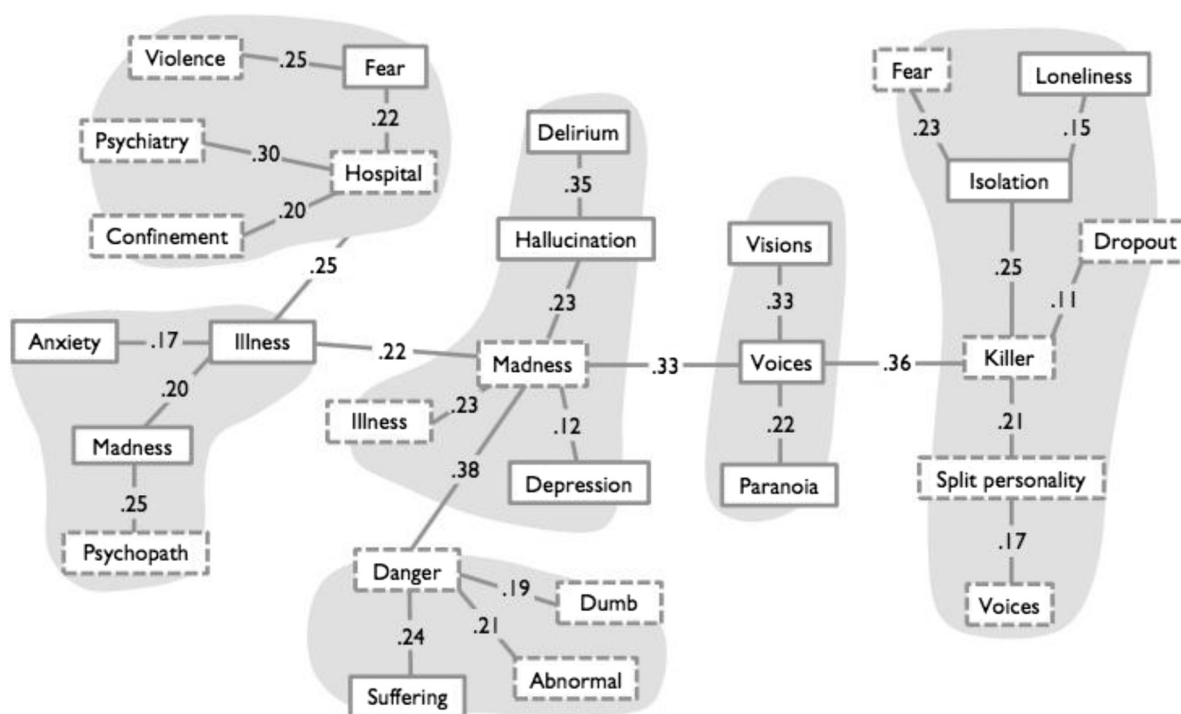 Violence
.25
Fear
.22
Psychiatry
.30
Hospital
.20
Confinement
.25
Anxiety
.17
Illness
.22
.20
Madness
.25
Psychopath
Delirium
.35
Hallucination
.23
Madness
.33
.23
Illness
.12
.38
Depression
Danger
.19
Dumb
.21
.24
Abnormal
Suffering
Visions
.33
Voices
.36
.22
Paranoia
Fear
Loneliness
.23
.15
Isolation
Dropout
.25
.11
Killer
.21
Split personality
.17
Voices